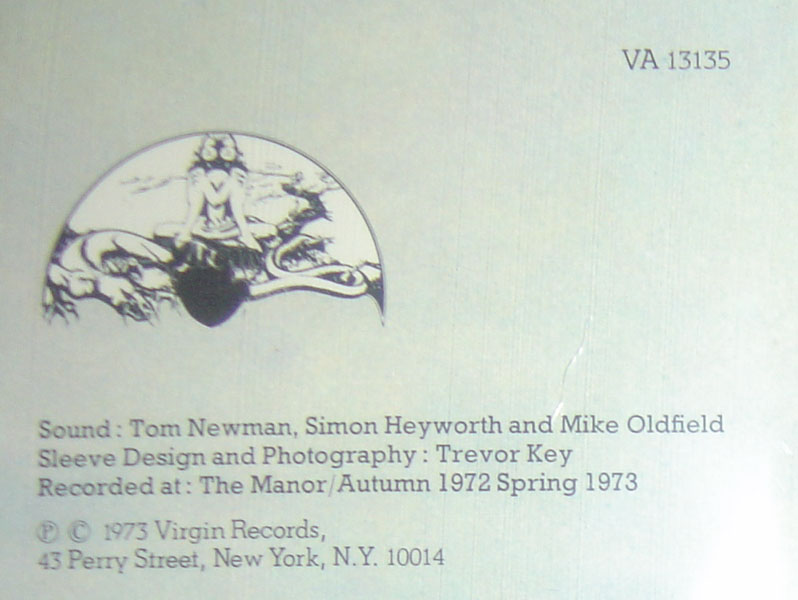 VA 13135
Sound: Tom Newman, Simon Heyworth and Mike Oldfield
Sleeve Design and Photography: Trevor Key
Recorded at: The Manor/Autumn 1972 Spring 1973
℗ © 1973 Virgin Records,
43 Perry Street, New York, N.Y. 10014